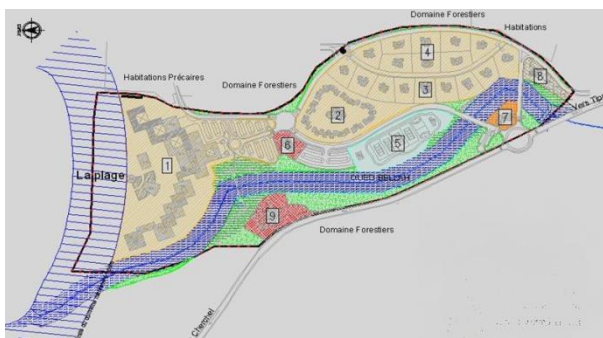 Domaine Forestiers
Habitations
Habitations Précaires
Domaine Forestiers
4
3
8
2
7
Vers Tip
6
5
1
La plage
OUED BELLAH
9
Domaine Forestiers
Cherchel